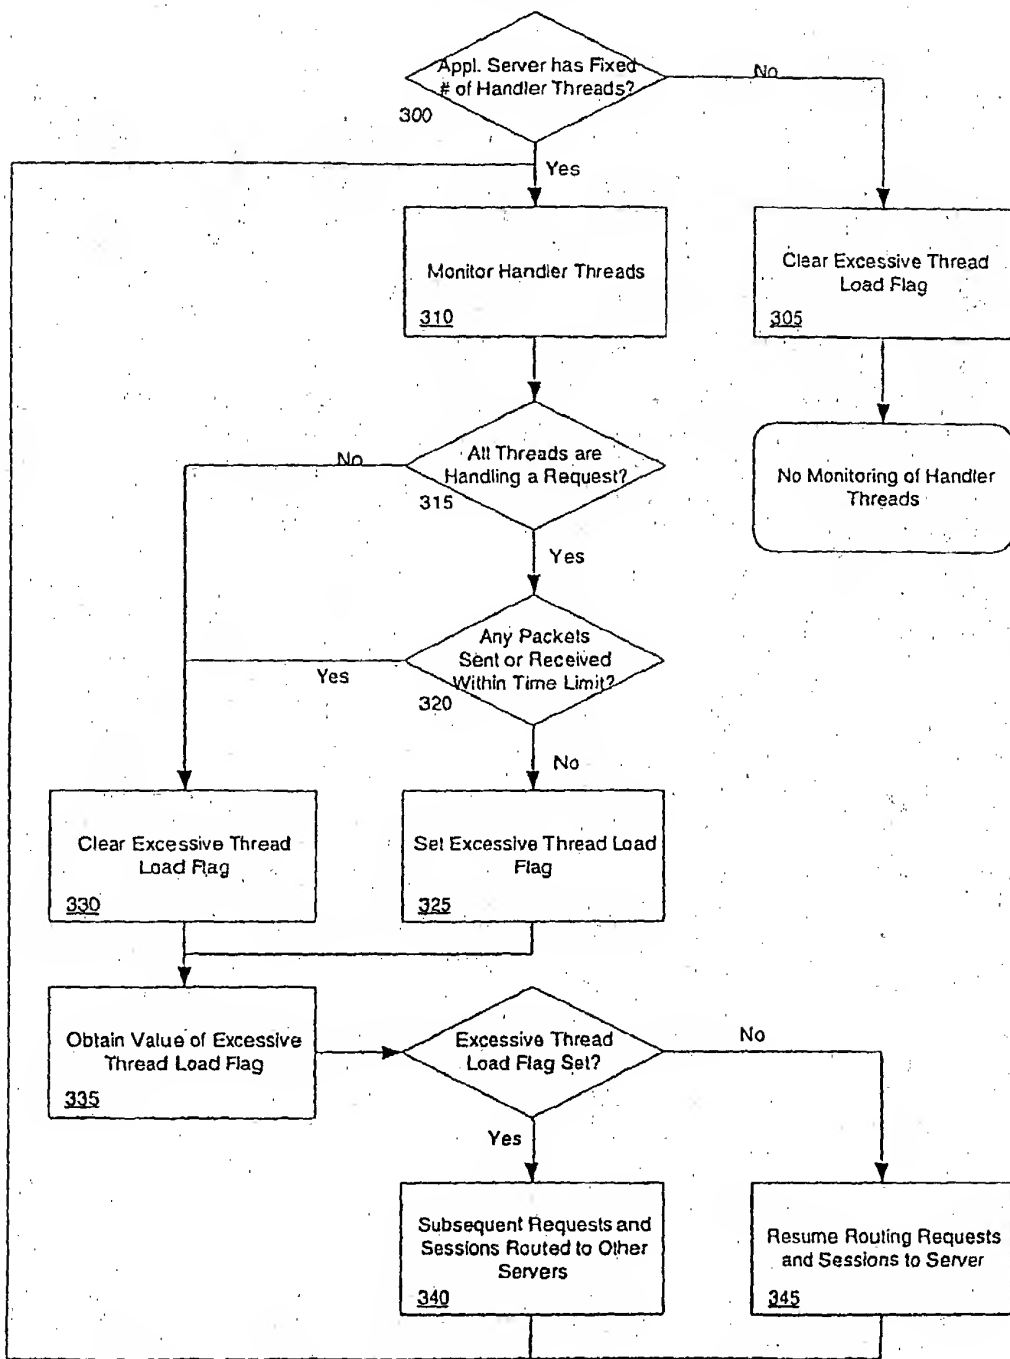 Appl. Server has Fixed
# of Handler Threads?
300
No
Yes
Monitor Handler Threads
310
Clear Excessive Thread
Load Flag
305
All Threads are
Handling a Request?
315
No
No Monitoring of Handler
Threads
Yes
Any Packets
Sent or Received
Within Time Limit?
320
Yes
No
Clear Excessive Thread
Load Flag
330
Set Excessive Thread Load
Flag
325
Obtain Value of Excessive
Thread Load Flag
335
Excessive Thread
Load Flag Set?
No
Yes
Subsequent Requests and
Sessions Routed to Other
Servers
340
Resume Routing Requests
and Sessions to Server
345